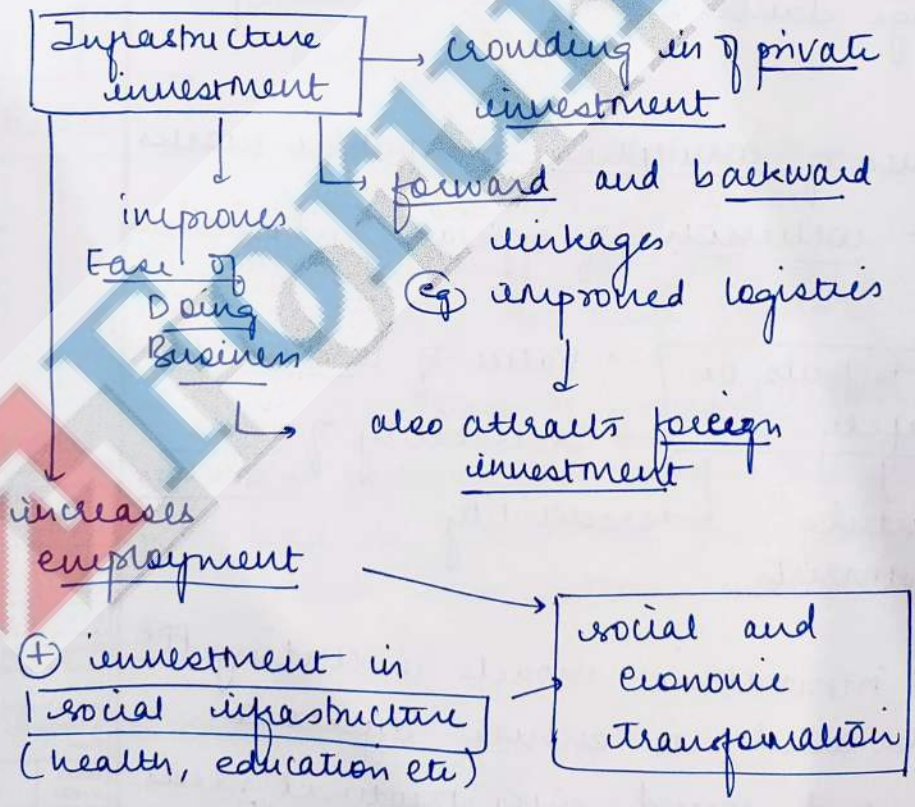 Infrastructure
investment
crowding in of private
investment
improves
Ease of
Doing
Business
forward and backward
linkages
eg improved logistics
also attracts foreign
investment
increases
employment
+ investment in
social infrastructure
(health, education etc)
social and
economic
transformation
Forum